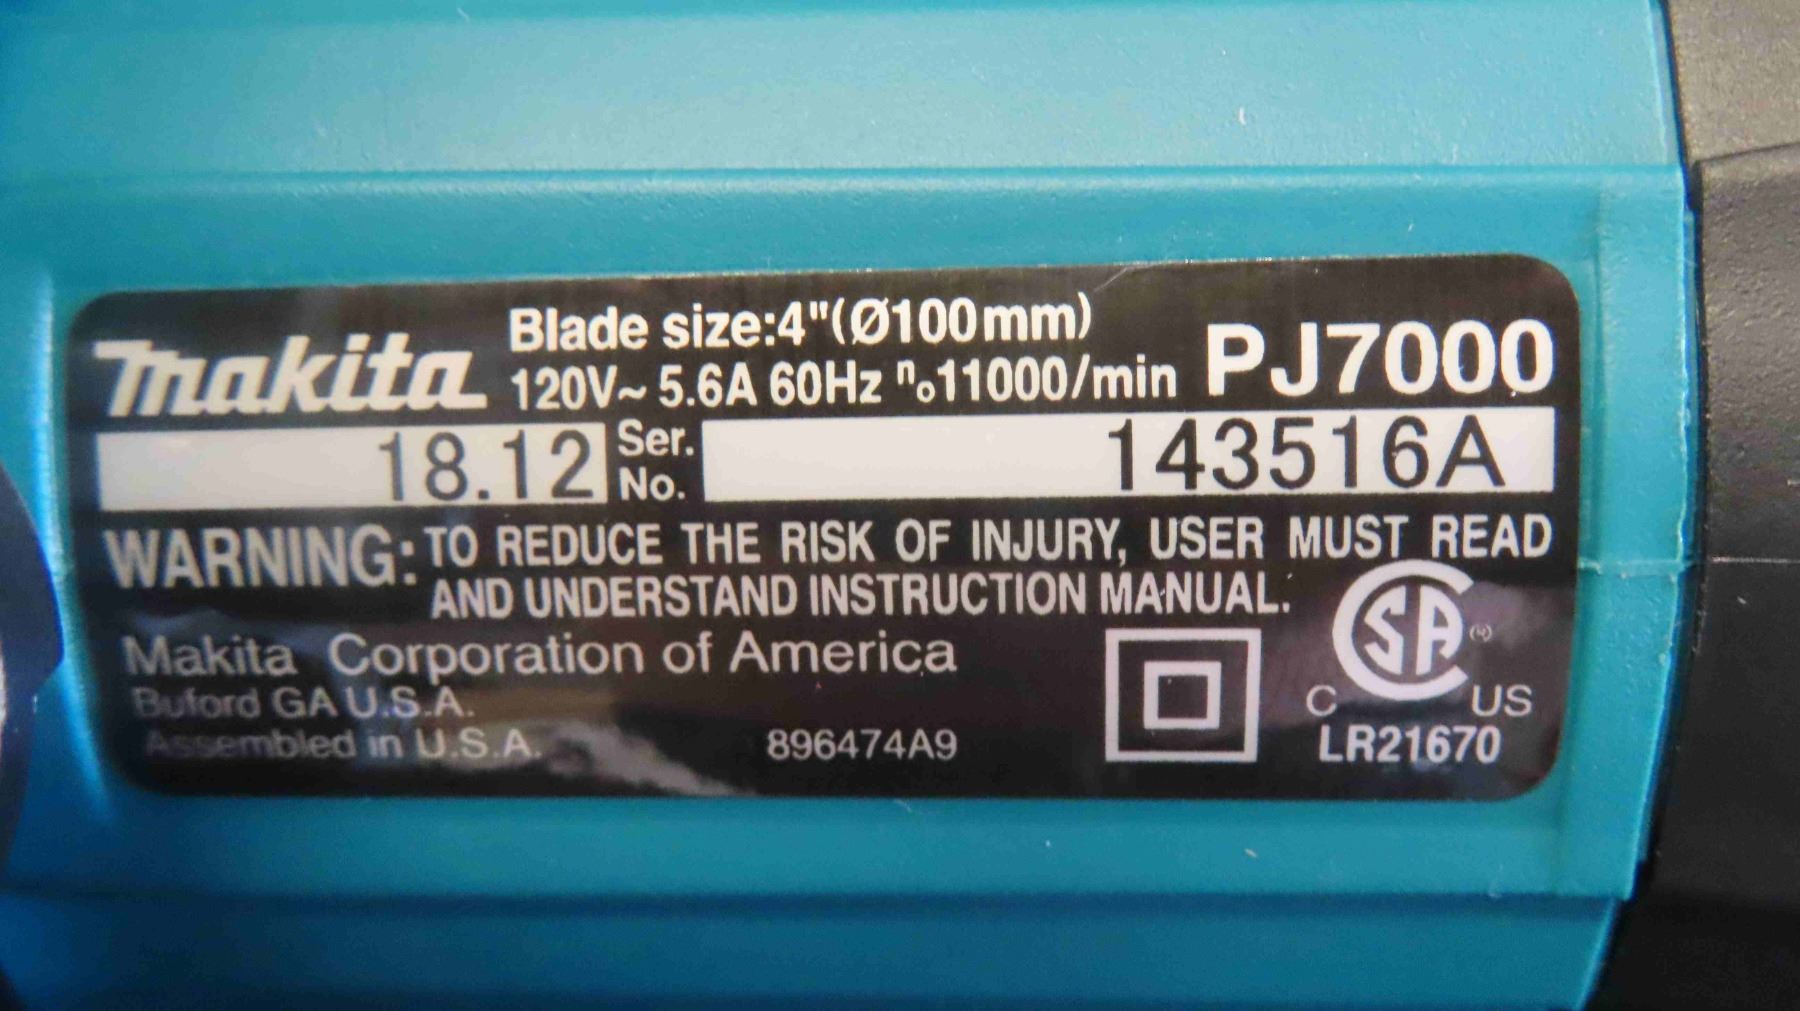 makita
Blade size:4"(Ø100mm)
120V~ 5.6A 60Hz no11000/min
PJ7000
18.12
Ser.
No.
143516A
WARNING: TO REDUCE THE RISK OF INJURY, USER MUST READ
AND UNDERSTAND INSTRUCTION MANUAL.
Makita Corporation of America
Buford GA U.S.A.
Assembled in U.S.A.
896474A9
SA
C US
LR21670